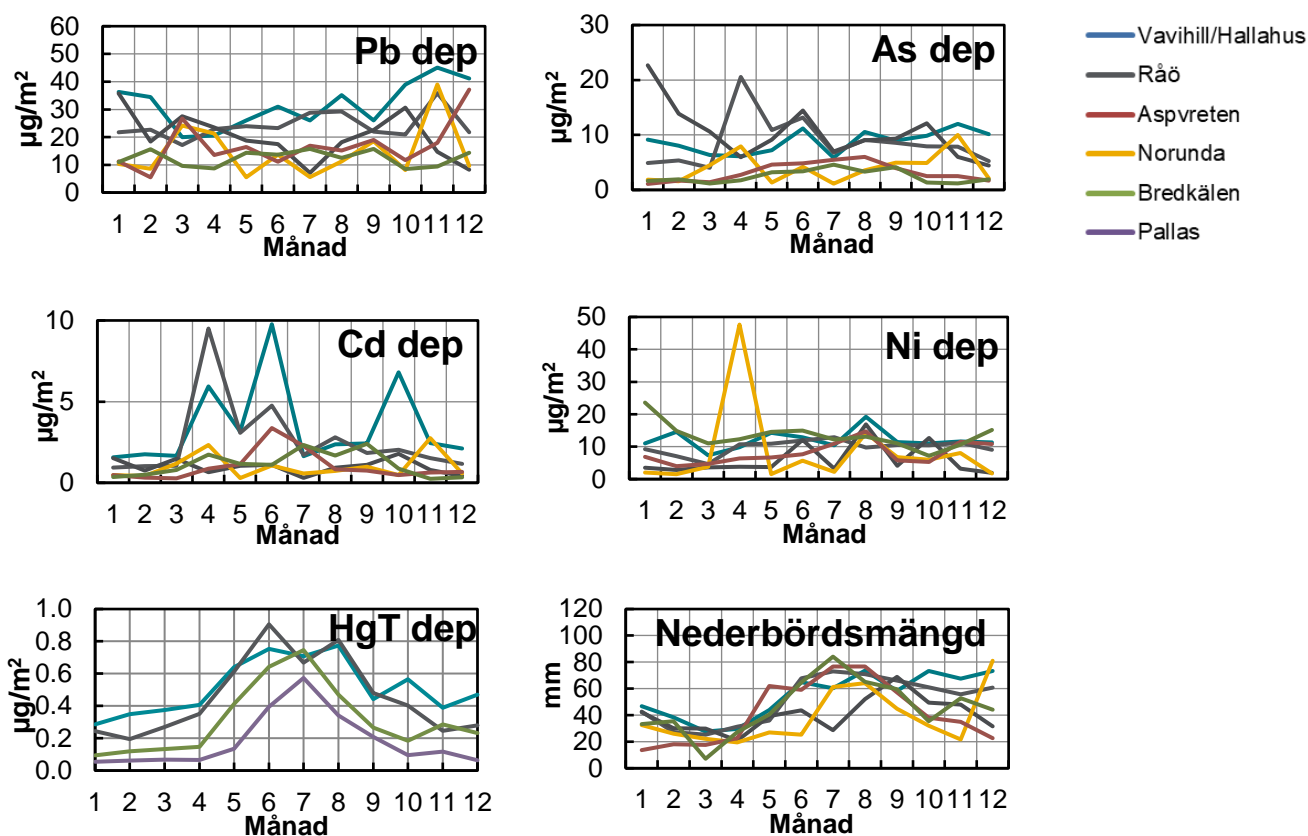 Pb dep
µg/m²
60
50
40
30
20
10
0
1 2 3 4 5 6 7 8 9 10 11 12
Månad
As dep
µg/m²
30
20
10
0
1 2 3 4 5 6 7 8 9 10 11 12
Månad
Vavihill/Hallahus
Råö
Aspvreten
Norunda
Bredkälen
Pallas
Cd dep
µg/m²
10
5
0
1 2 3 4 5 6 7 8 9 10 11 12
Månad
Ni dep
µg/m²
50
40
30
20
10
0
1 2 3 4 5 6 7 8 9 10 11 12
Månad
HgT dep
µg/m²
1.0
0.8
0.6
0.4
0.2
0.0
1 2 3 4 5 6 7 8 9 10 11 12
Månad
Nederbördsmängd
mm
120
100
80
60
40
20
0
1 2 3 4 5 6 7 8 9 10 11 12
Månad